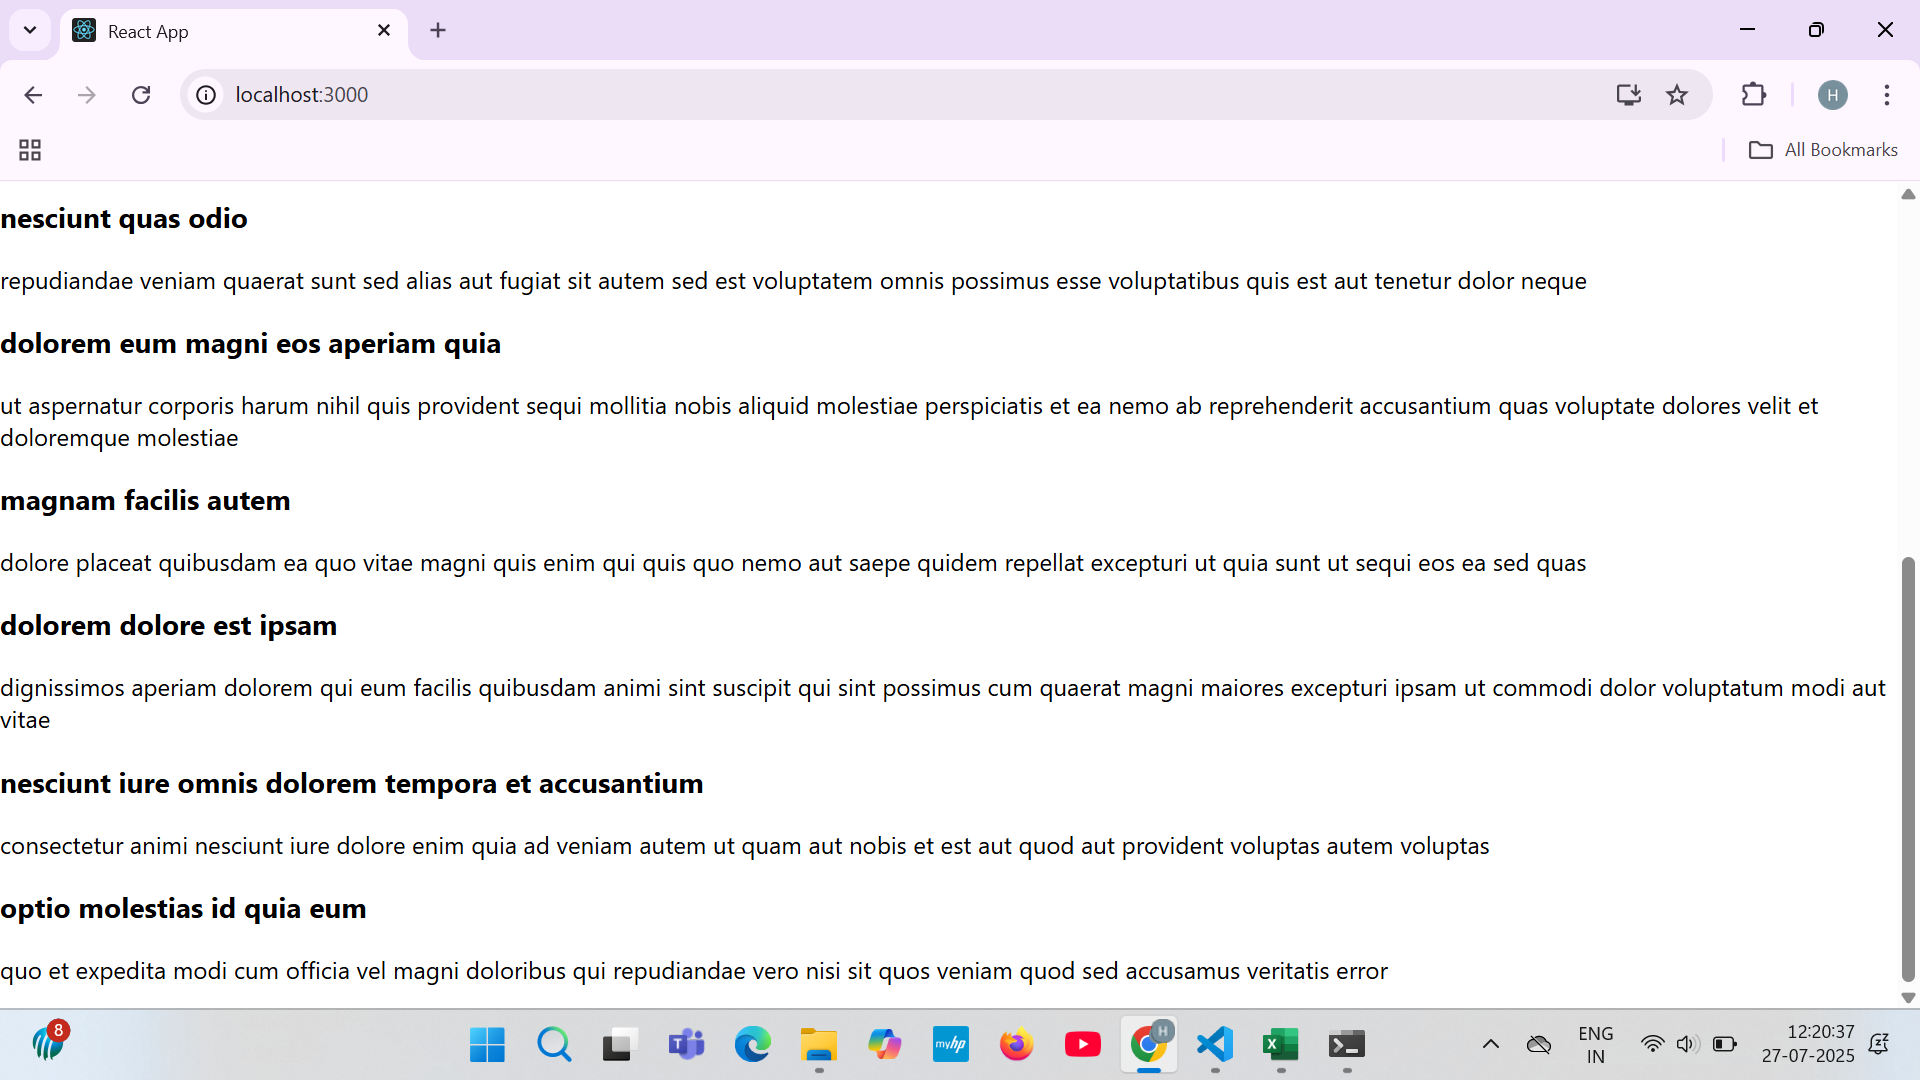 React App
localhost:3000
H
All Bookmarks
nesciunt quas odio
repudiandae veniam quaerat sunt sed alias aut fugiat sit autem sed est voluptatem omnis possimus esse voluptatibus quis est aut tenetur dolor neque
dolorem eum magni eos aperiam quia
ut aspernatur corporis harum nihil quis provident sequi mollitia nobis aliquid molestiae perspiciatis et ea nemo ab reprehenderit accusantium quas voluptate dolores velit et
doloremque molestiae
magnam facilis autem
dolore placeat quibusdam ea quo vitae magni quis enim qui quis quo nemo aut saepe quidem repellat excepturi ut quia sunt ut sequi eos ea sed quas
dolorem dolore est ipsam
dignissimos aperiam dolorem qui eum facilis quibusdam animi sint suscipit qui sint possimus cum quaerat magni maiores excepturi ipsam ut commodi dolor voluptatum modi aut
vitae
nesciunt iure omnis dolorem tempora et accusantium
consectetur animi nesciunt iure dolore enim quia ad veniam autem ut quam aut nobis et est aut quod aut provident voluptas autem voluptas
optio molestias id quia eum
quo et expedita modi cum officia vel magni doloribus qui repudiandae vero nisi sit quos veniam quod sed accusamus veritatis error
8
T
myhp
H
X
ENG
IN
12:20:37
27-07-2025